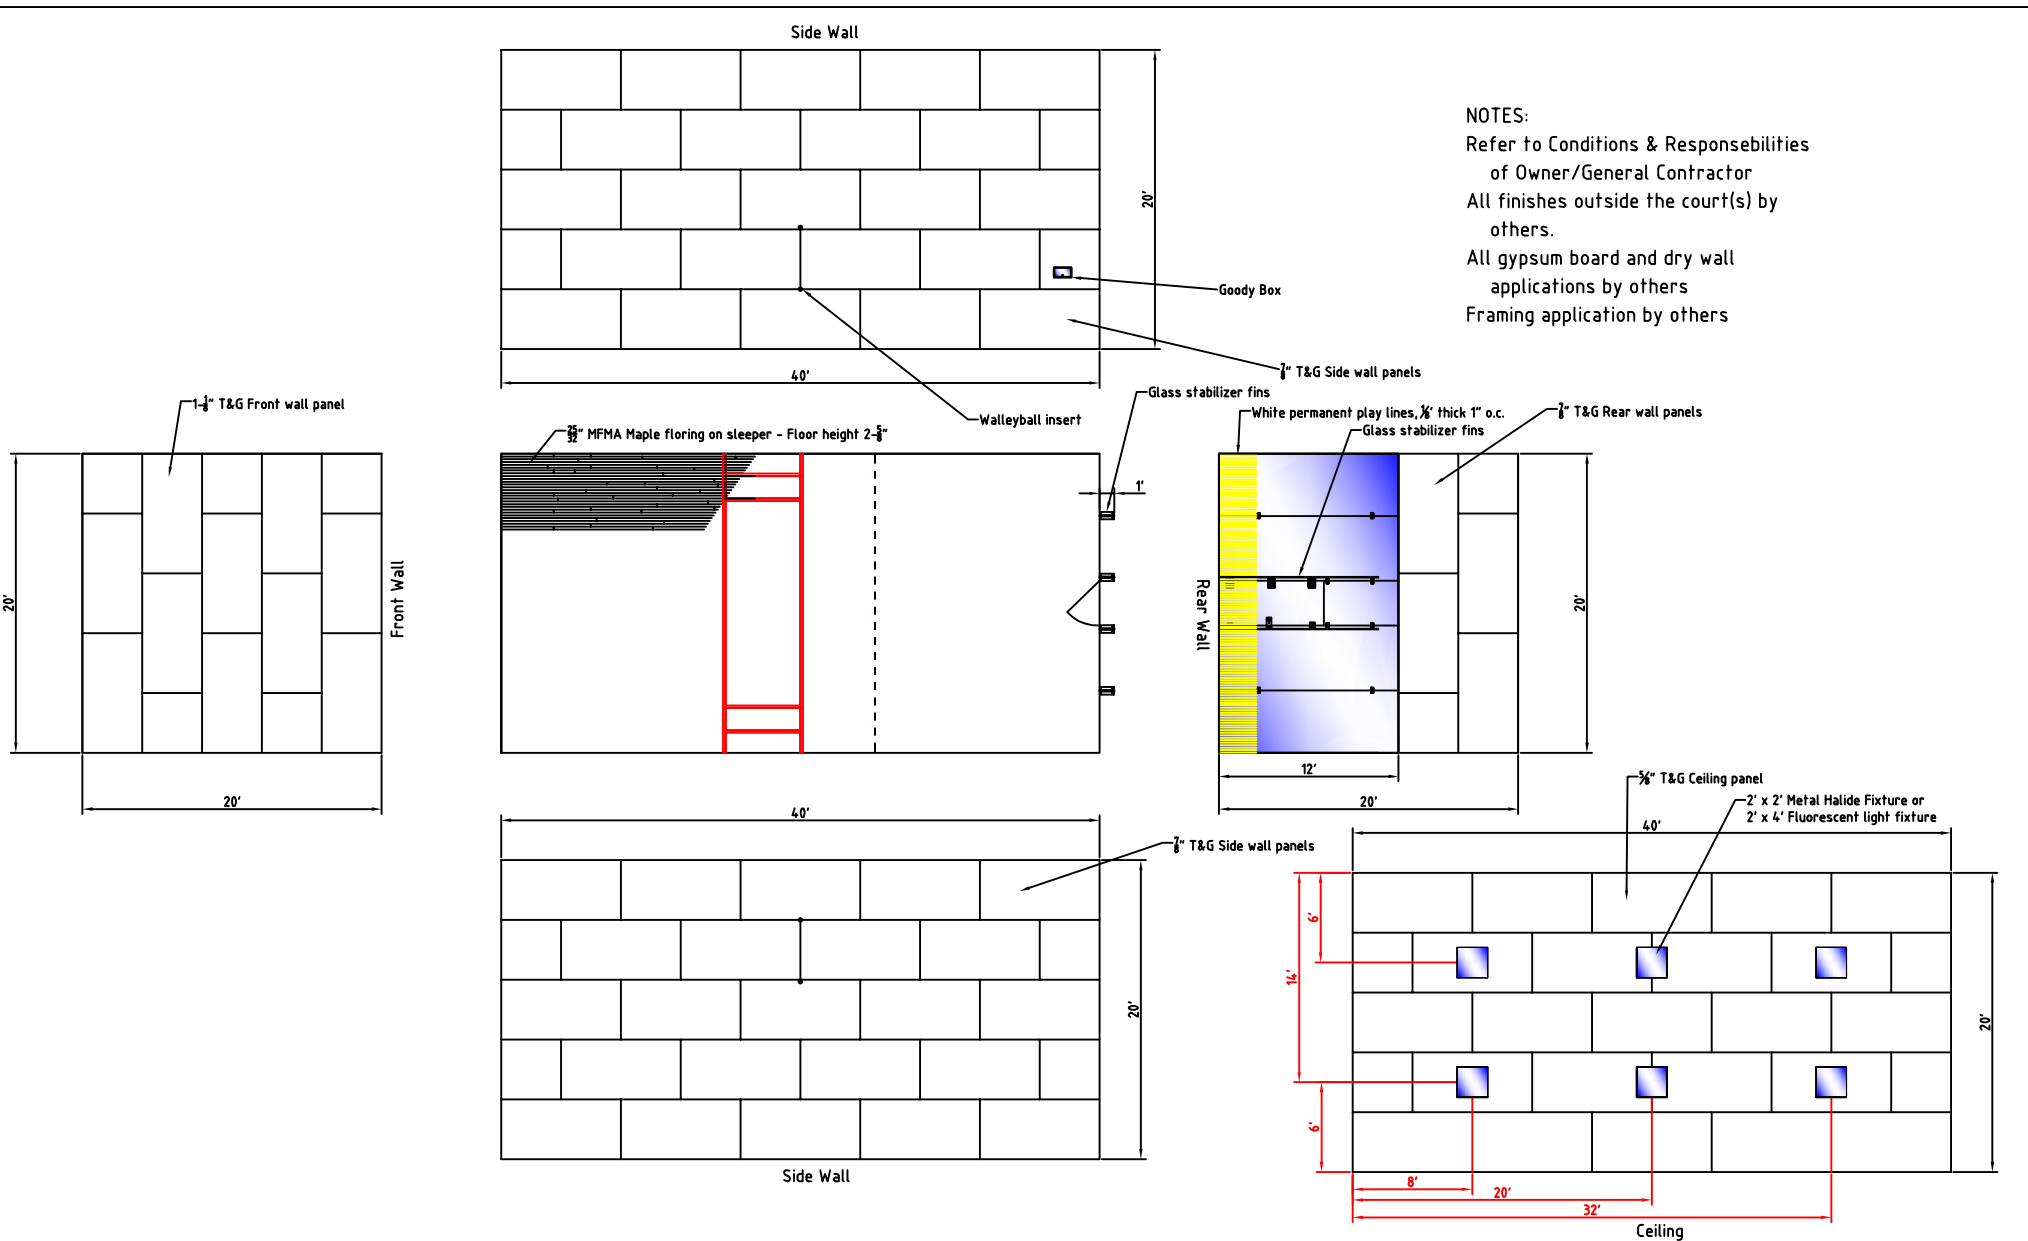 Side Wall
20'
NOTES:
Refer to Conditions & Responsebilities
of Owner/General Contractor
All finishes outside the court(s) by
others.
All gypsum board and dry wall
applications by others
Framing application by others
Goody Box
7/8" T&G Side wall panels
40'
Walleyball insert
Glass stabilizer fins
1-1/8" T&G Front wall panel
25/32" MFMA Maple floring on sleeper - Floor height 2-5/8"
White permanent play lines, 1/8' thick 1" o.c.
Glass stabilizer fins
7/8" T&G Rear wall panels
1'
20'
Front Wall
20'
Rear Wall
20'
12'
20'
40'
7/8" T&G Side wall panels
20'
Side Wall
5/8" T&G Ceiling panel
2' x 2' Metal Halide Fixture or
2' x 4' Fluorescent light fixture
40'
6'
14'
6'
20'
8'
20'
32'
Ceiling